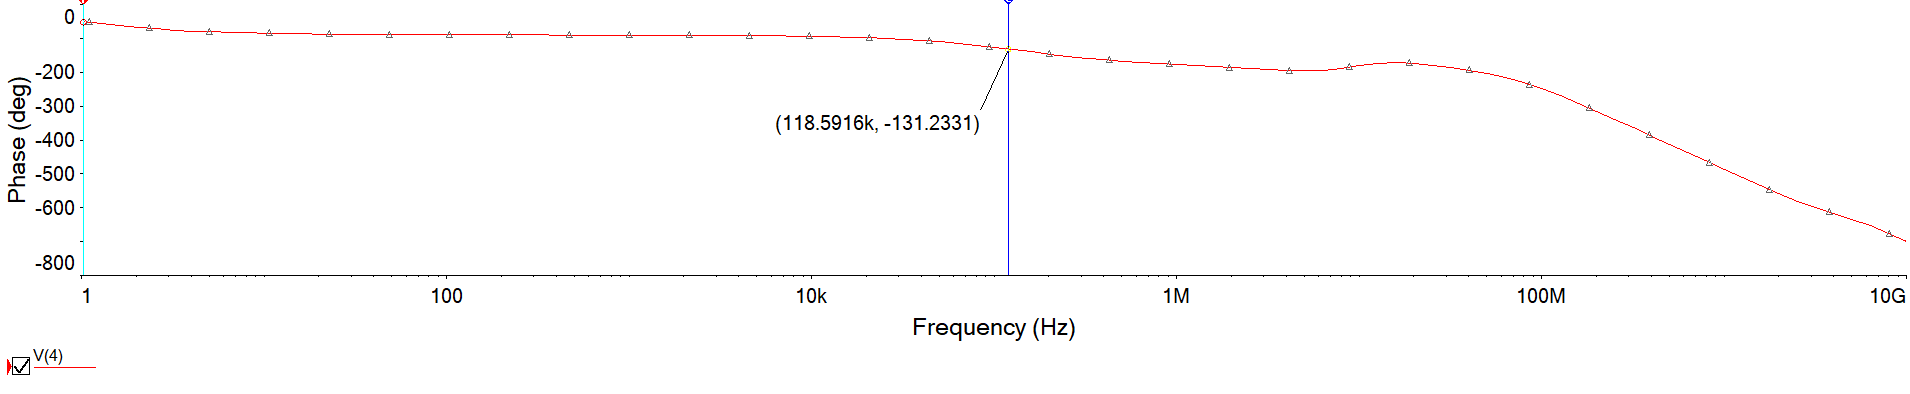 0
-200
-300
-400
-500
-600
-800
Phase (deg)
(118.5916k, -131.2331)
1 100 10k 1M 100M 10G
Frequency (Hz)
V(4)